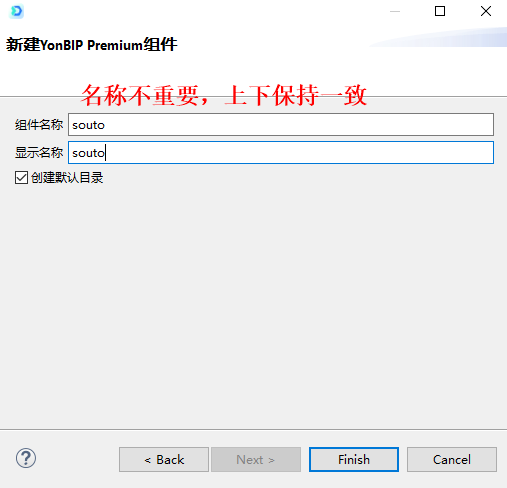 新建YonBIP Premium组件
名称不重要，上下保持一致
组件名称 souto
显示名称 souto
创建默认目录
? < Back Next > Finish Cancel